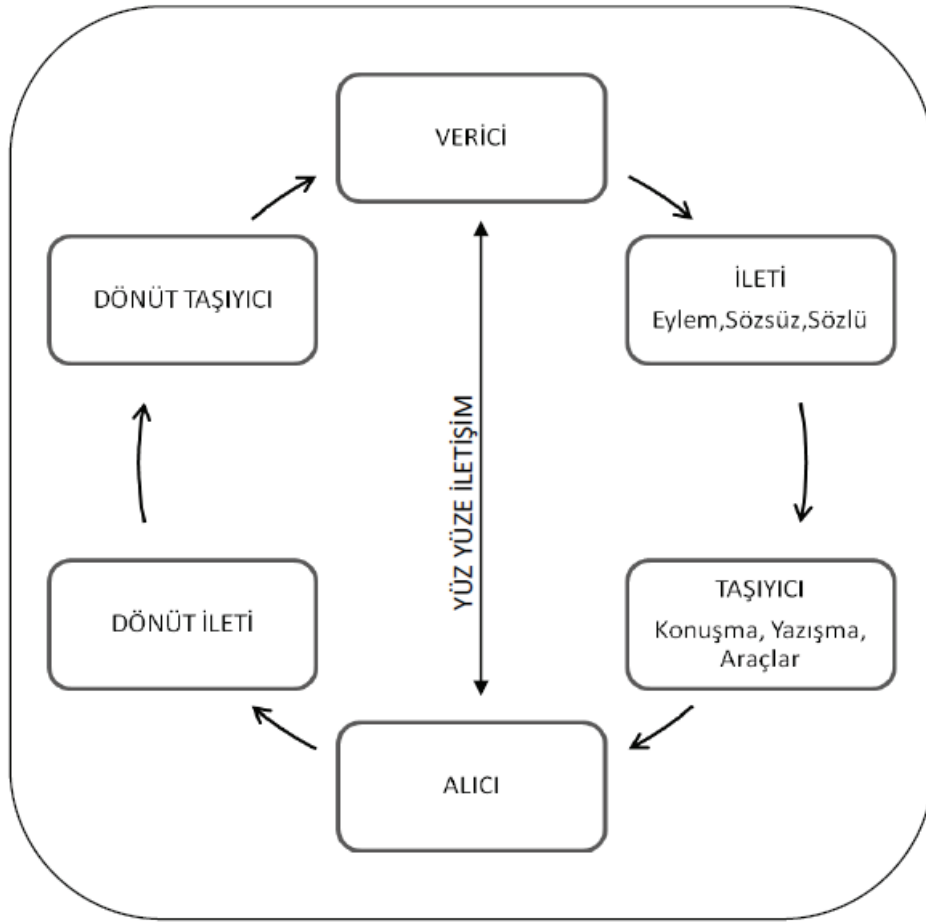 VERİCİ
İLETİ
Eylem,Sözsüz,Sözlü
TAŞIYICI
Konuşma, Yazışma,
Araçlar
ALICI
DÖNÜT İLETİ
DÖNÜT TAŞIYICI
YÜZ YÜZE İLETİŞİM